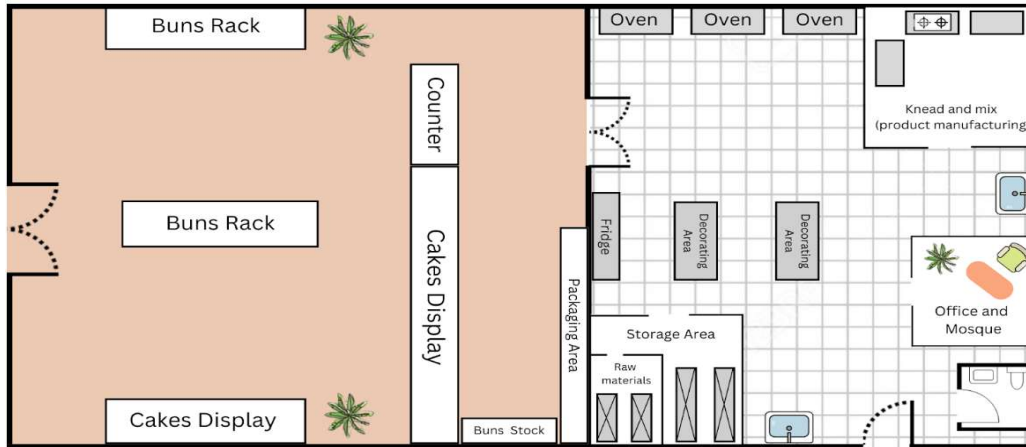 Buns Rack
Oven
Oven
Oven
Knead and mix
(product manufacturing)
Counter
Buns Rack
Cakes Display
Fridge
Decorating
Area
Decorating
Area
Packaging Area
Office and
Mosque
Storage Area
Raw
materials
Cakes Display
Buns Stock